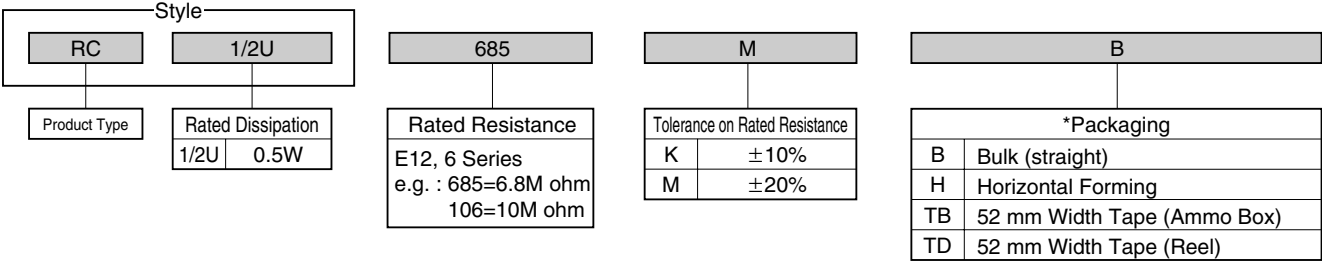 Style
RC 1/2U 685 M B
Product Type
Rated Dissipation
1/2U 0.5W
Rated Resistance
E12, 6 Series
e.g. : 685=6.8M ohm
106=10M ohm
Tolerance on Rated Resistance
K ±10%
M ±20%
*Packaging
B Bulk (straight)
H Horizontal Forming
TB 52 mm Width Tape (Ammo Box)
TD 52 mm Width Tape (Reel)